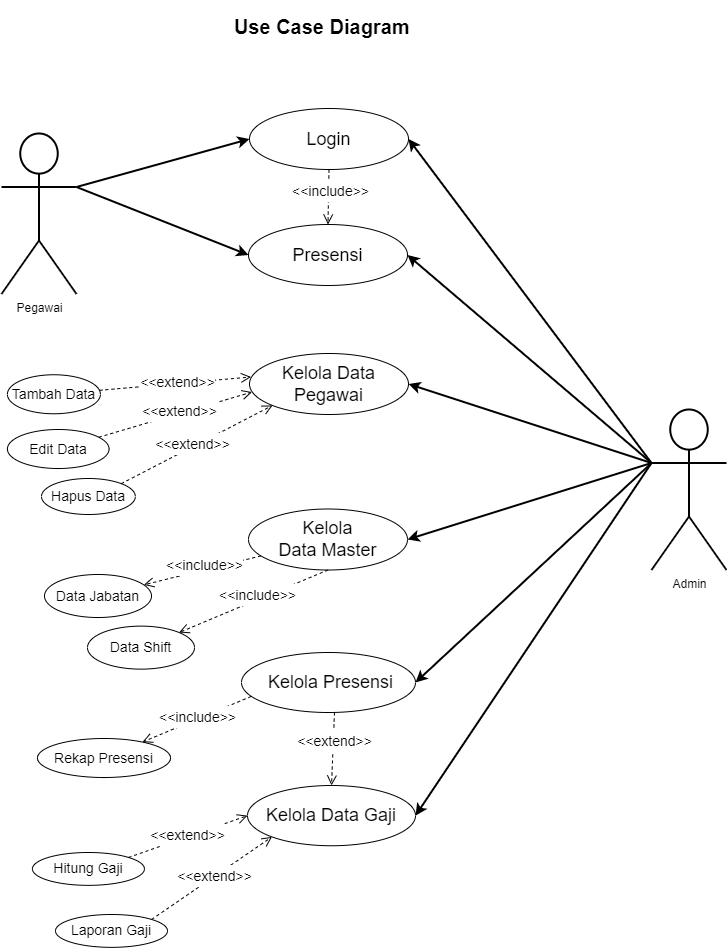 Use Case Diagram
Login
<<include>>
Presensi
Pegawai
Kelola Data
Pegawai
<<extend>>
Tambah Data
<<extend>>
Edit Data
<<extend>>
Hapus Data
Kelola
Data Master
<<include>>
Data Jabatan
<<include>>
Data Shift
Admin
Kelola Presensi
<<include>>
Rekap Presensi
<<extend>>
Kelola Data Gaji
<<extend>>
Hitung Gaji
<<extend>>
Laporan Gaji